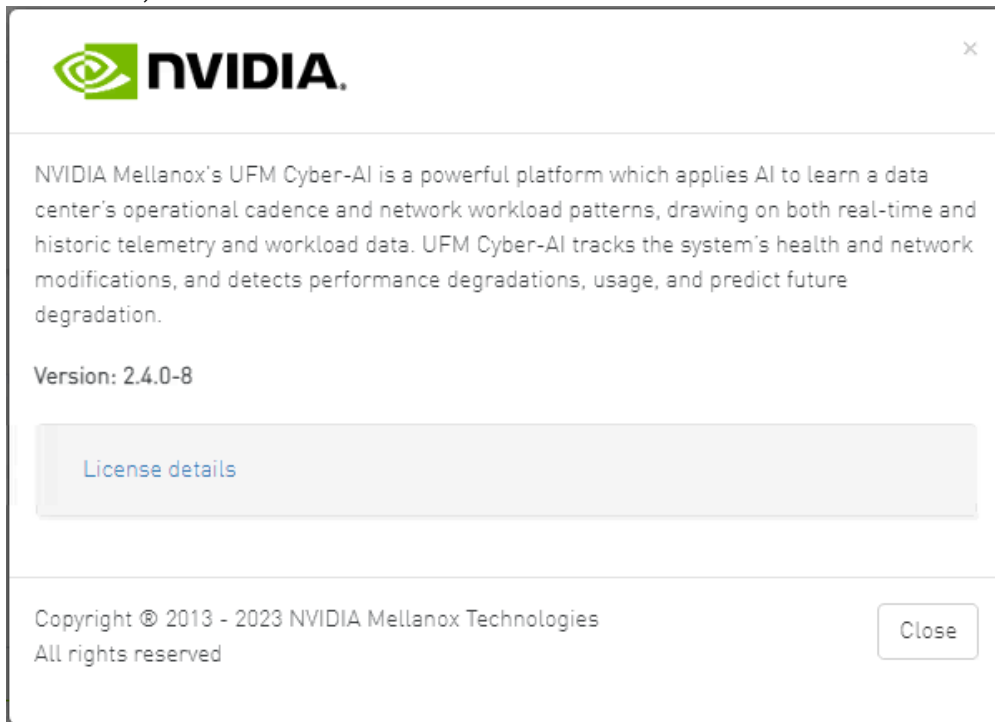 NVIDIA.
×
NVIDIA Mellanox's UFM Cyber-AI is a powerful platform which applies AI to learn a data
center's operational cadence and network workload patterns, drawing on both real-time and
historic telemetry and workload data. UFM Cyber-AI tracks the system's health and network
modifications, and detects performance degradations, usage, and predict future
degradation.
Version: 2.4.0-8
License details
Copyright ® 2013 - 2023 NVIDIA Mellanox Technologies
All rights reserved
Close